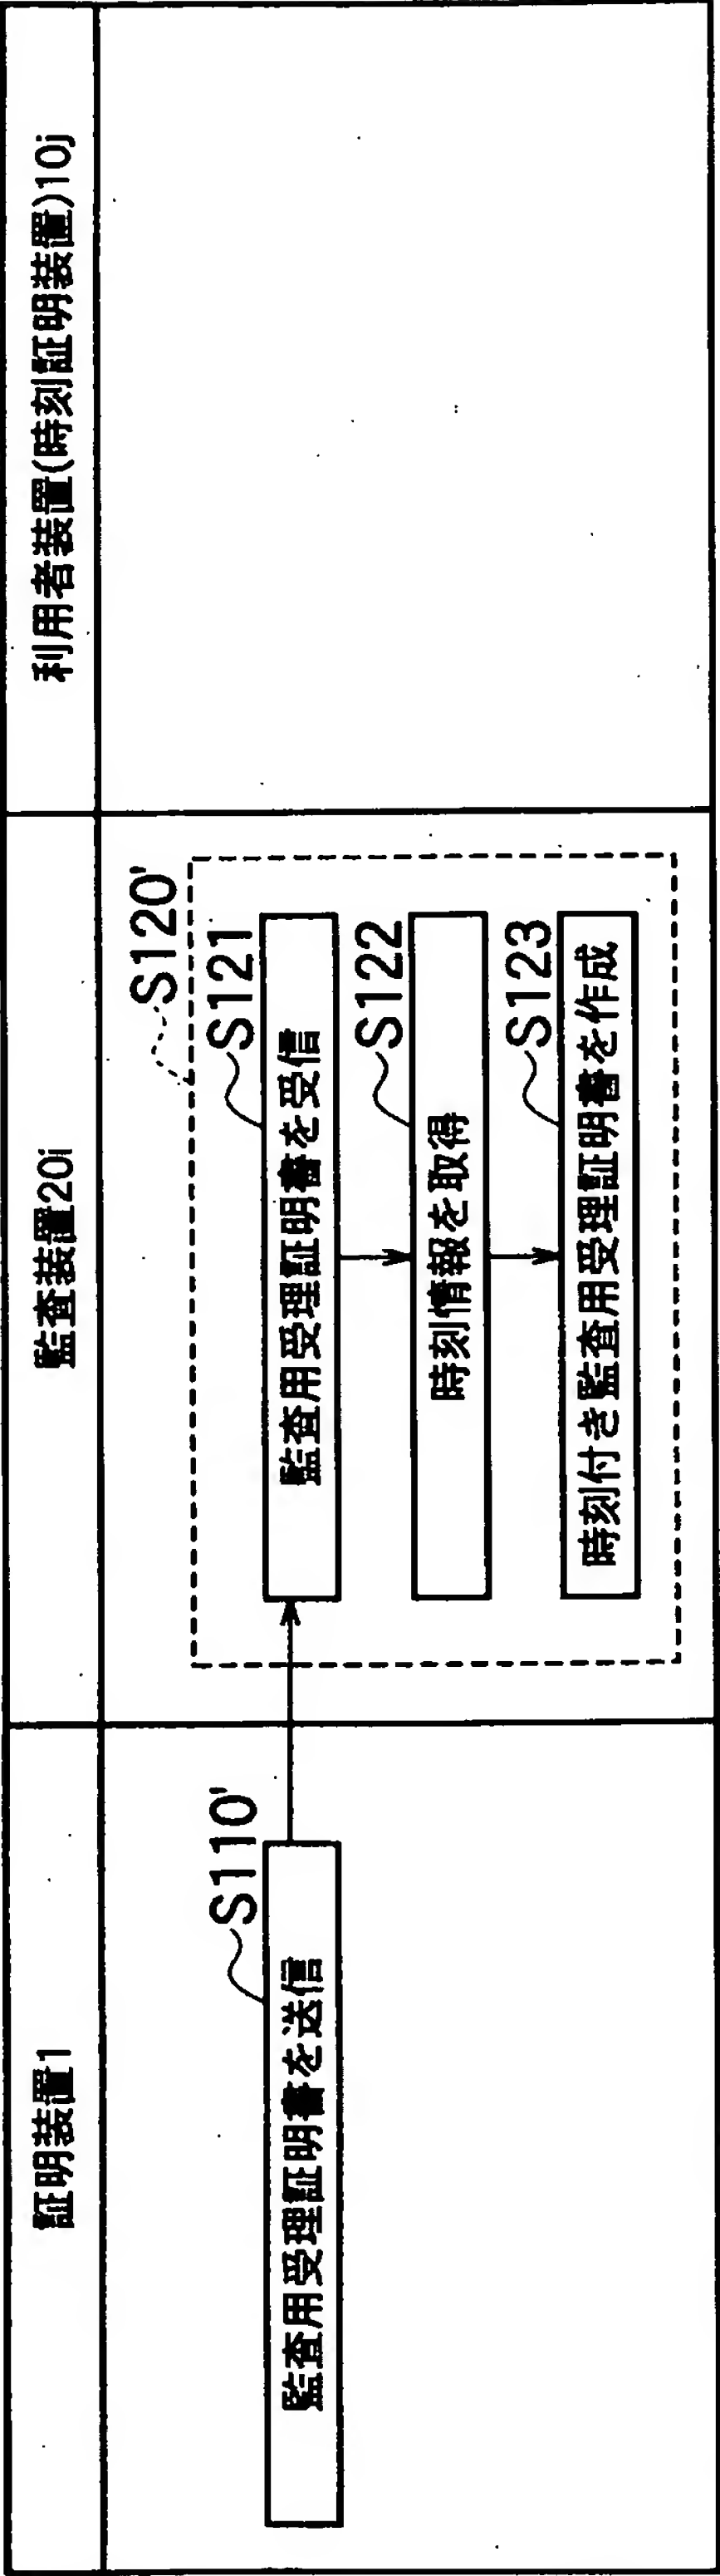 証明装置1
監査装置20i
利用者装置(時刻証明装置)10j
S110'
監査用受理証明書を送信
S120'
S121
監査用受理証明書を受信
S122
時刻情報を取得
S123
時刻付き監査用受理証明書を作成